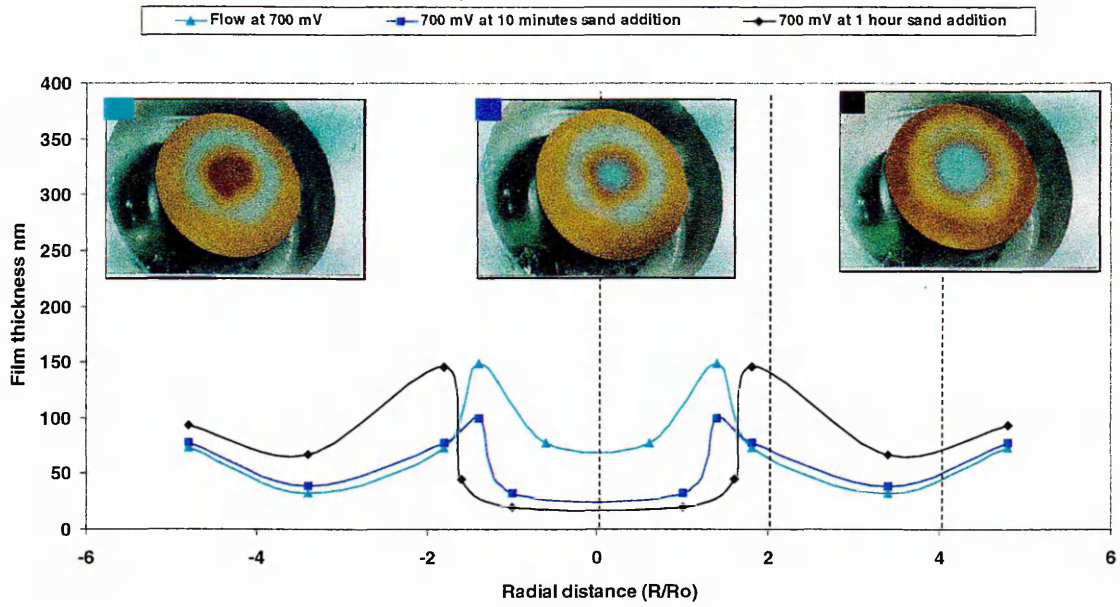 Flow at 700 mV 700 mV at 10 minutes sand addition 700 mV at 1 hour sand addition
400
350
300
250
200
150
100
50
0
Film thickness nm
-6 -4 -2 0 2 4 6
Radial distance (R/Ro)